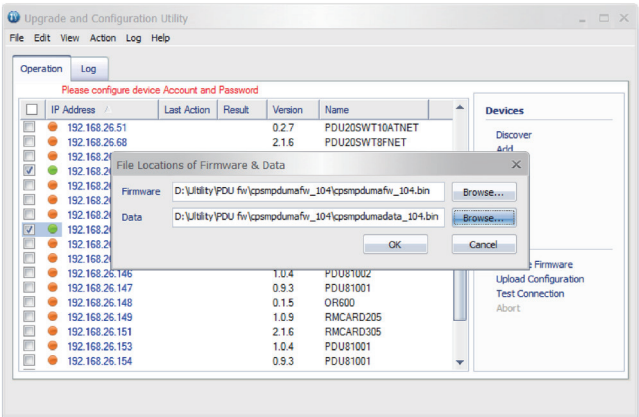 Upgrade and Configuration Utility
File Edit View Action Log Help
Operation Log
Please configure device Account and Password
IP Address Last Action Result Version Name
192.168.26.51 0.2.7 PDU20SWT10ATNET
192.168.26.68 2.1.6 PDU20SWT8FNET
File Locations of Firmware & Data
Firmware D:\Ultility\PDU fw\cpsmpdumafw_104\cpsmpdumafw_104.bin Browse...
Data D:\Ultility\PDU fw\cpsmpdumafw_104\cpsmpdumadata_104.bin Browse...
OK Cancel
192.168.26.146 1.0.4 PDU81002
192.168.26.147 0.9.3 PDU81001
192.168.26.148 0.1.5 OR600
192.168.26.149 1.0.9 RMCARD205
192.168.26.151 2.1.6 RMCARD305
192.168.26.153 1.0.4 PDU81001
192.168.26.154 0.9.3 PDU81001
Devices
Discover
Add
Firmware
Upload Configuration
Test Connection
Abort